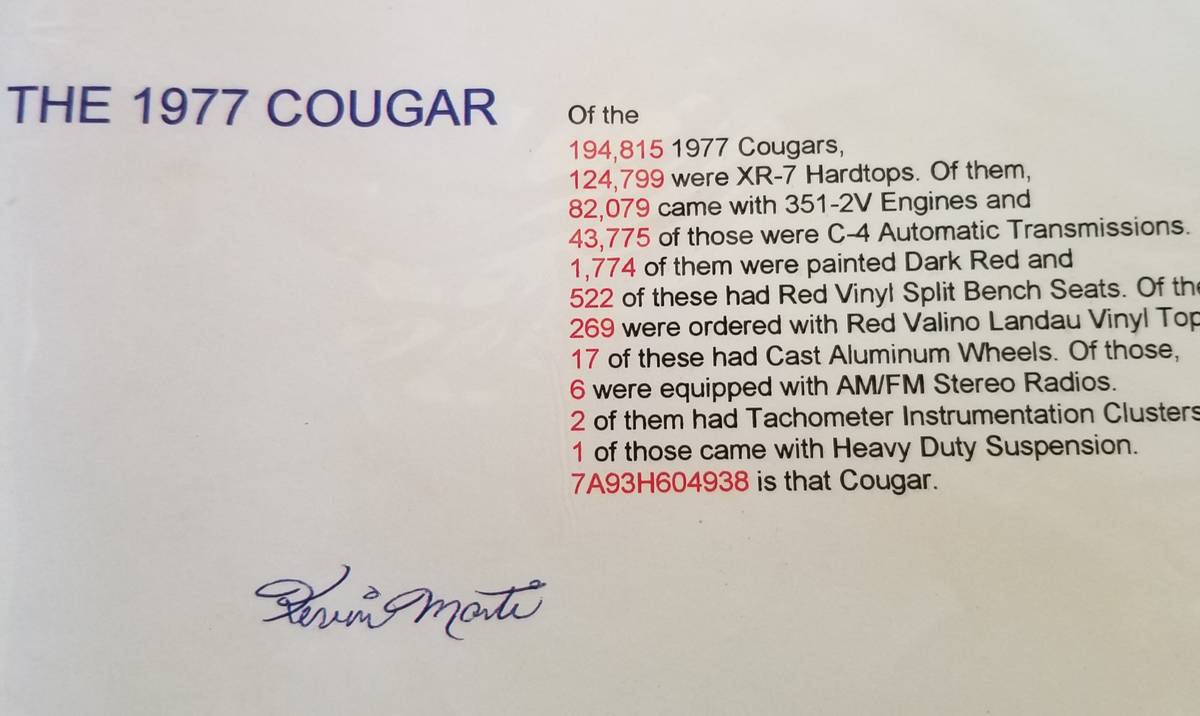 THE 1977 COUGAR
Of the
194,815 1977 Cougars,
124,799 were XR-7 Hardtops. Of them,
82,079 came with 351-2V Engines and
43,775 of those were C-4 Automatic Transmissions.
1,774 of them were painted Dark Red and
522 of these had Red Vinyl Split Bench Seats. Of the
269 were ordered with Red Valino Landau Vinyl Top
17 of these had Cast Aluminum Wheels. Of those,
6 were equipped with AM/FM Stereo Radios.
2 of them had Tachometer Instrumentation Clusters
1 of those came with Heavy Duty Suspension.
7A93H604938 is that Cougar.
Kevin Marti